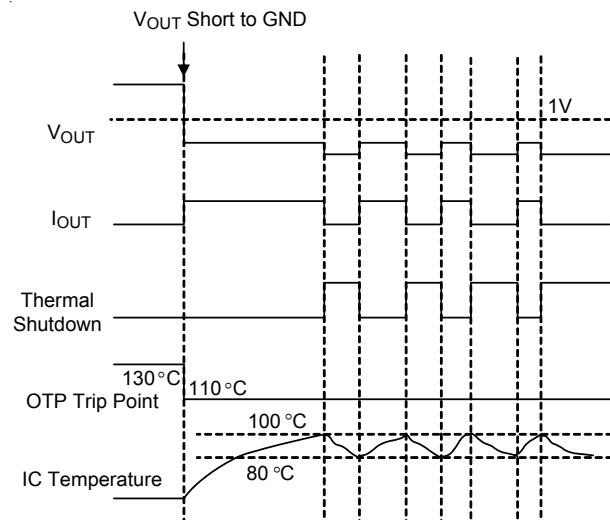 VOUT Short to GND
1V
VOUT
IOUT
Thermal
Shutdown
130 °C
110 °C
OTP Trip Point
100 °C
80 °C
IC Temperature